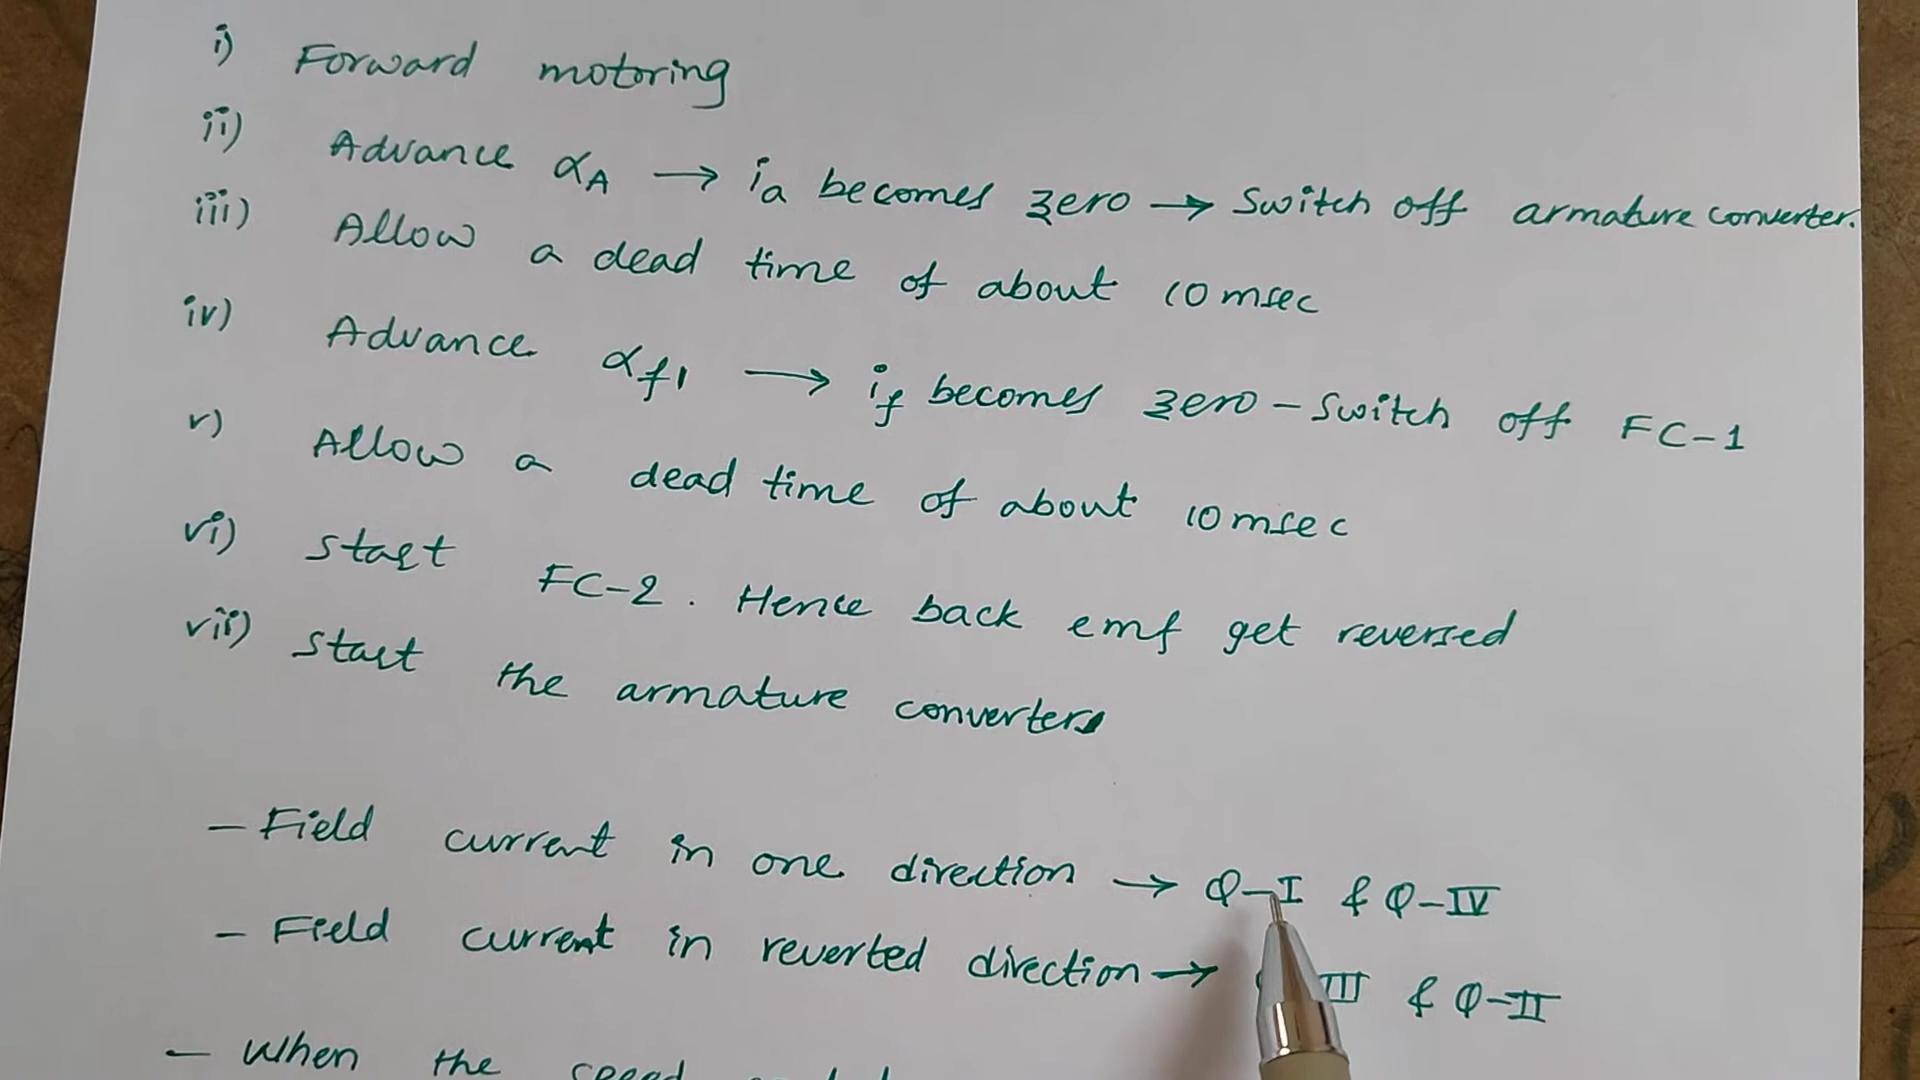 i) Forward motoring
ii) Advance αA → ia becomes zero → Switch off armature converter.
iii) Allow a dead time of about 10 msec
iv) Advance αf1 → if becomes zero - Switch off FC-1
v) Allow a dead time of about 10 msec
vi) Start FC-2. Hence back emf get reversed
vii) Start the armature converters
- Field current in one direction → Q-I & Q-IV
- Field current in reverted direction → III & Q-II
- When the speed